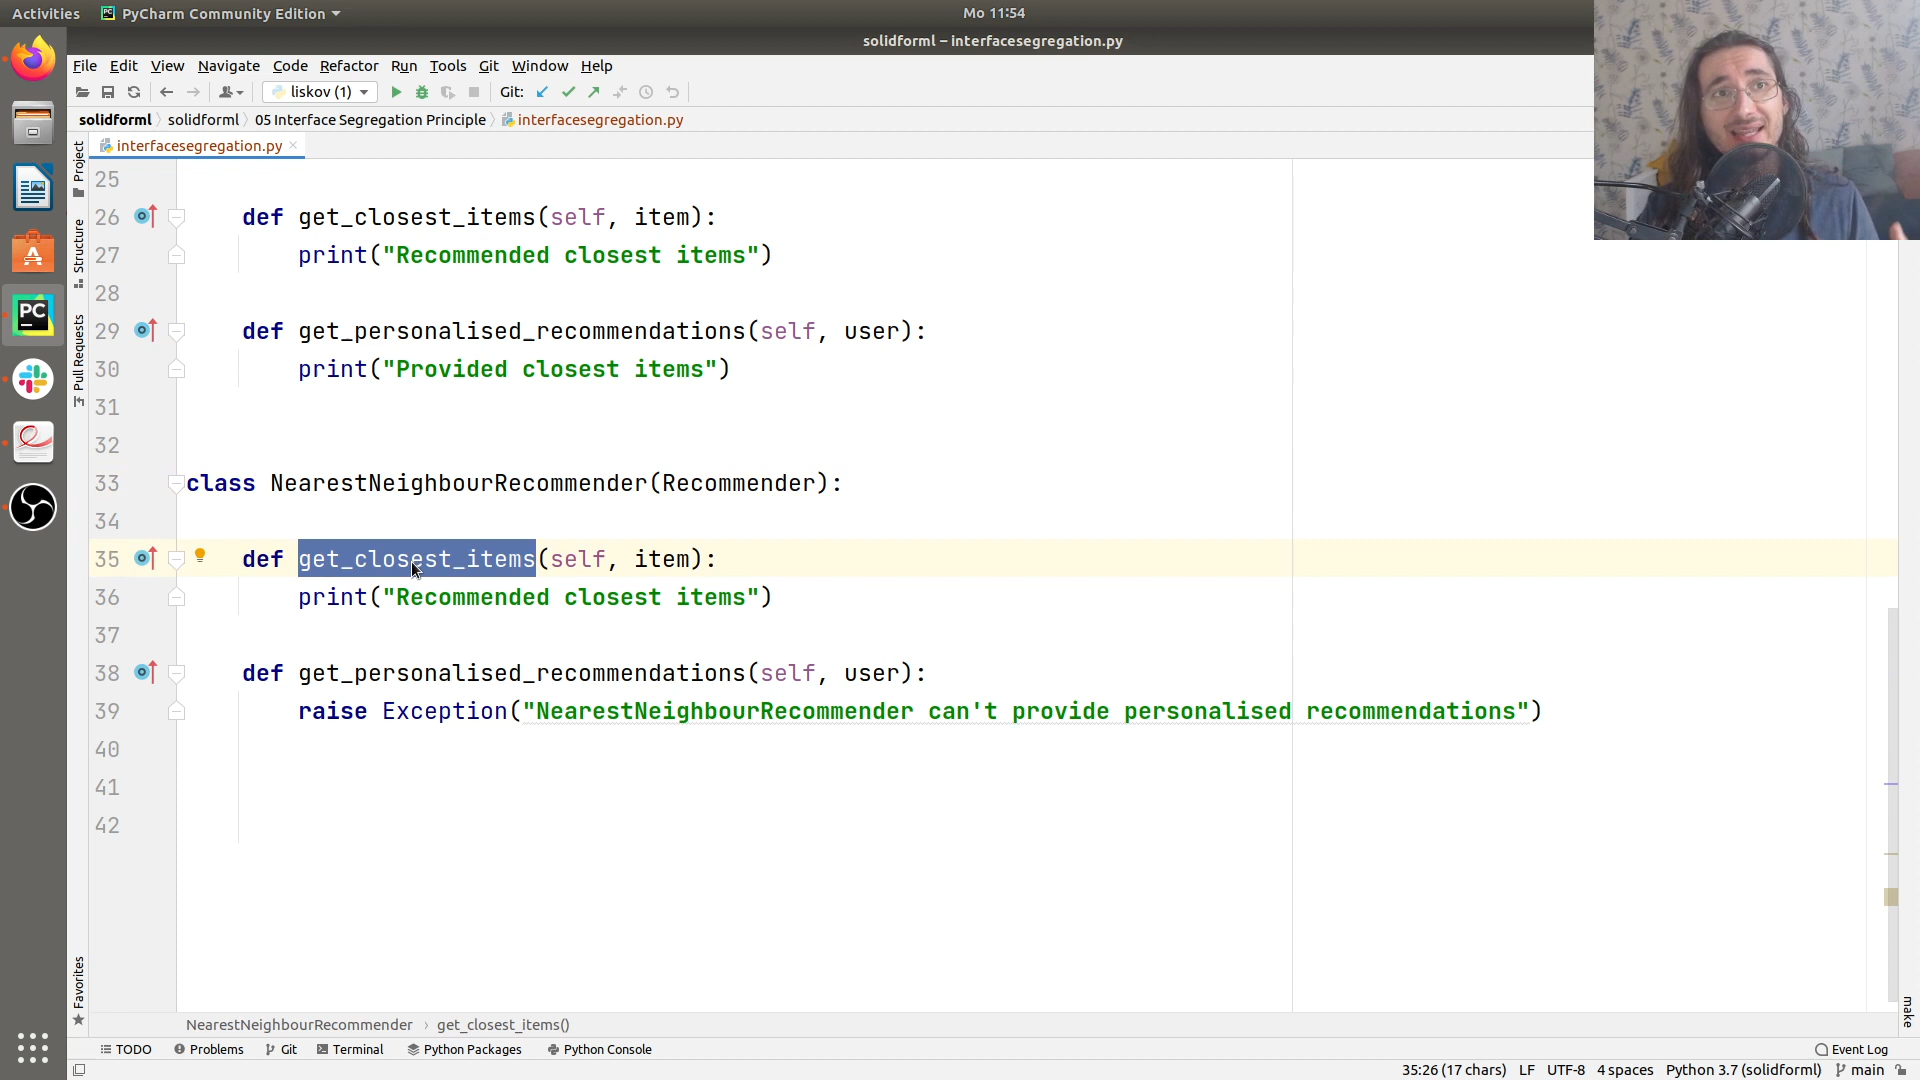 Activities PyCharm Community Edition Mo 11:54
solidforml – interfacesegregation.py
File Edit View Navigate Code Refactor Run Tools Git Window Help
liskov (1) Git:
solidforml solidforml 05 Interface Segregation Principle interfacesegregation.py
interfacesegregation.py
Project
Structure
Pull Requests
Favorites
make
25
26 def get_closest_items(self, item):
27 print("Recommended closest items")
28
29 def get_personalised_recommendations(self, user):
30 print("Provided closest items")
31
32
33 class NearestNeighbourRecommender(Recommender):
34
35 def get_closest_items(self, item):
36 print("Recommended closest items")
37
38 def get_personalised_recommendations(self, user):
39 raise Exception("NearestNeighbourRecommender can't provide personalised recommendations")
40
41
42
NearestNeighbourRecommender › get_closest_items()
TODO Problems Git Terminal Python Packages Python Console Event Log
35:26 (17 chars) LF UTF-8 4 spaces Python 3.7 (solidforml) main
PC